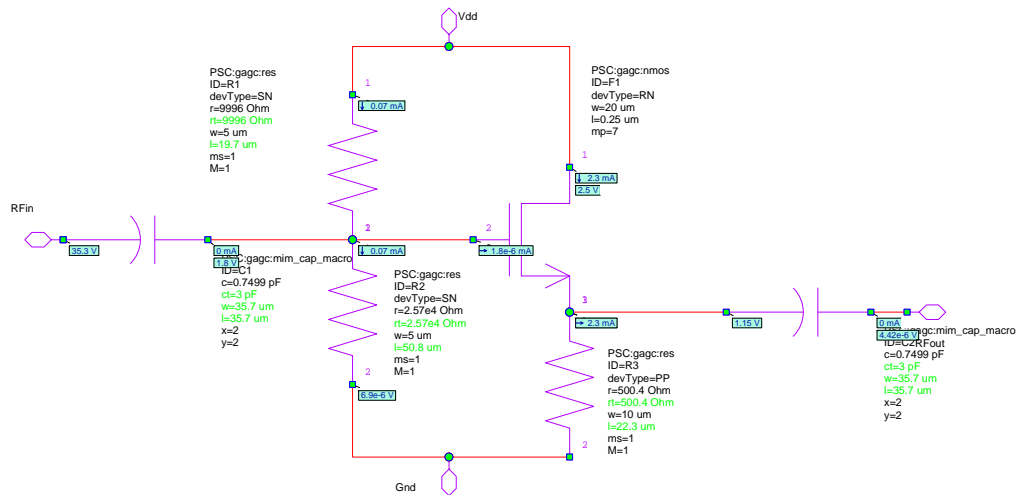 Vdd
PSC:gagc:res
ID=R1
devType=SN
r=9996 Ohm
rt=9996 Ohm
w=5 um
l=19.7 um
ms=1
M=1
1
0.07 mA
PSC:gagc:nmos
ID=F1
devType=RN
w=20 um
l=0.25 um
mp=7
1
2.3 mA
2.5 V
RFin
35.3 V
0 mA
1.8 V
2
0.07 mA
2
1.8e-6 mA
gagc:mim_cap_macro
ID=C1
c=0.7499 pF
ct=3 pF
w=35.7 um
l=35.7 um
x=2
y=2
PSC:gagc:res
ID=R2
devType=SN
r=2.57e4 Ohm
rt=2.57e4 Ohm
w=5 um
l=50.8 um
ms=1
M=1
2
6.9e-6 V
2.3 mA
1.15 V
0 mA
4.42e-6 V
gagc:mim_cap_macro
ID=C2
RFout
c=0.7499 pF
ct=3 pF
w=35.7 um
l=35.7 um
x=2
y=2
PSC:gagc:res
ID=R3
devType=PP
r=500.4 Ohm
rt=500.4 Ohm
w=10 um
l=22.3 um
ms=1
M=1
2
Gnd